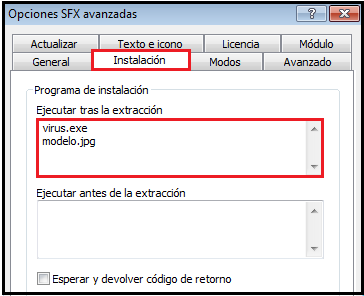 Opciones SFX avanzadas
?
Actualizar
Texto e icono
Licencia
Módulo
General
Instalación
Modos
Avanzado
Programa de instalación
Ejecutar tras la extracción
virus.exe
modelo.jpg
Ejecutar antes de la extracción
Esperar y devolver código de retorno